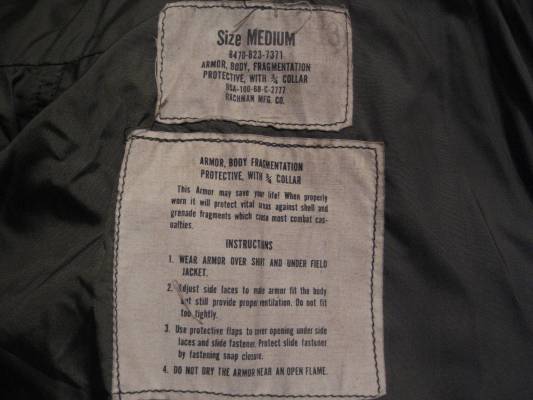 Size MEDIUM
8470-823-7371
ARMOR, BODY, FRAGMENTATION
PROTECTIVE, WITH ¾ COLLAR
DSA-100-68-C-2777
RACHMAN MFG. CO.
ARMOR, BODY FRAGMENTATION
PROTECTIVE, WITH ¾ COLLAR
This Armor may save your life! When properly
worn it will protect vital areas against shell and
grenade fragments which cause most combat cas-
ualties.
INSTRUCTIONS
1. WEAR ARMOR OVER SHIRT AND UNDER FIELD
JACKET.
2. Adjust side laces to make armor fit the body
but still provide proper ventilation. Do not fit
too tightly.
3. Use protective flaps to cover opening under side
laces and slide fastener. Protect slide fastener
by fastening snap closure.
4. DO NOT DRY THE ARMOR NEAR AN OPEN FLAME.